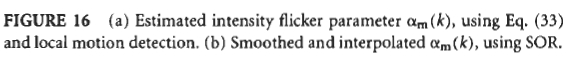 FIGURE 16 (a) Estimated intensity flicker parameter αm(k), using Eq. (33)
and local motion detection. (b) Smoothed and interpolated αm(k), using SOR.